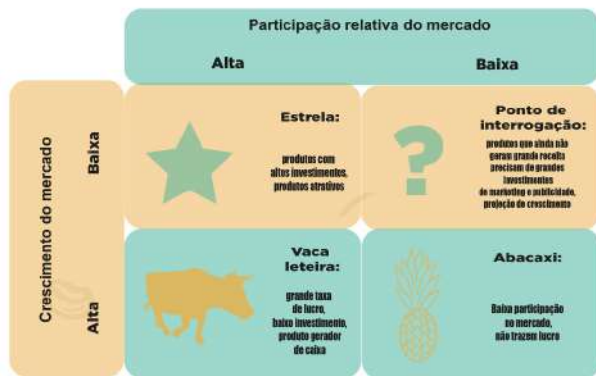 Participação relativa do mercado
Alta
Baixa
Crescimento do mercado
Baixa
Alta
Estrela:
produtos com
altos investimentos,
produtos atrativos
?
Ponto de
interrogação:
produtos que ainda não
geram grande receita
precisam de grandes
investimentos
de marketing e publicidade,
projeção de crescimento
Vaca
leiteira:
grande taxa
de lucro,
baixo investimento,
produto gerador
de caixa
Abacaxi:
Baixa participação
no mercado,
não trazem lucro